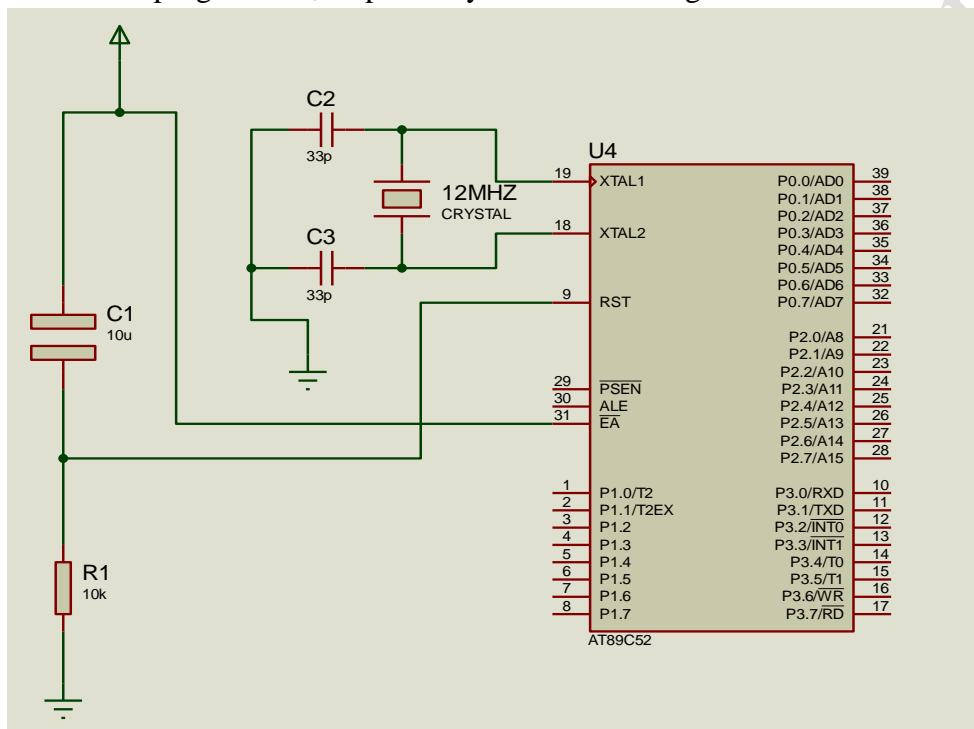 C2
33p
12MHZ
CRYSTAL
C3
33p
C1
10u
R1
10k
U4
19 XTAL1
18 XTAL2
9 RST
29 PSEN
30 ALE
31 EA
1 P1.0/T2
2 P1.1/T2EX
3 P1.2
4 P1.3
5 P1.4
6 P1.5
7 P1.6
8 P1.7
P0.0/AD0 39
P0.1/AD1 38
P0.2/AD2 37
P0.3/AD3 36
P0.4/AD4 35
P0.5/AD5 34
P0.6/AD6 33
P0.7/AD7 32
P2.0/A8 21
P2.1/A9 22
P2.2/A10 23
P2.3/A11 24
P2.4/A12 25
P2.5/A13 26
P2.6/A14 27
P2.7/A15 28
P3.0/RXD 10
P3.1/TXD 11
P3.2/INT0 12
P3.3/INT1 13
P3.4/T0 14
P3.5/T1 15
P3.6/WR 16
P3.7/RD 17
AT89C52